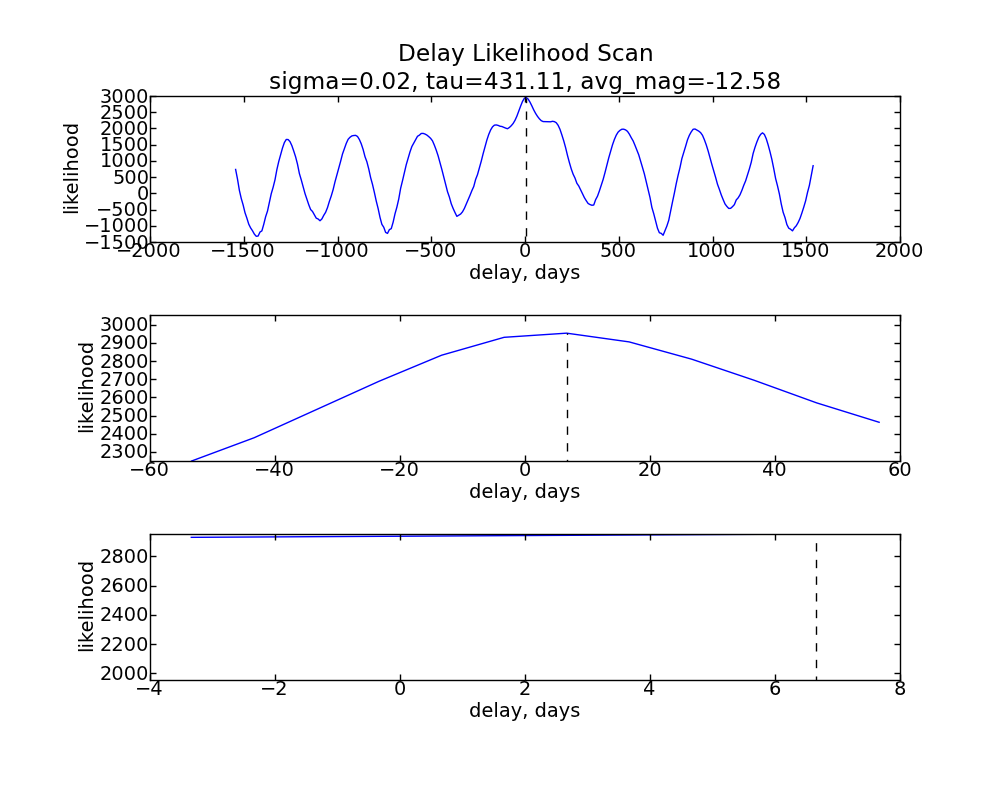 Delay Likelihood Scan
sigma=0.02, tau=431.11, avg_mag=-12.58
3000
2500
2000
1500
1000
500
0
−500
−1000
−1500
likelihood
−2000 −1500 −1000 −500 0 500 1000 1500 2000
delay, days
3000
2900
2800
2700
2600
2500
2400
2300
likelihood
−60 −40 −20 0 20 40 60
delay, days
2800
2600
2400
2200
2000
likelihood
−4 −2 0 2 4 6 8
delay, days